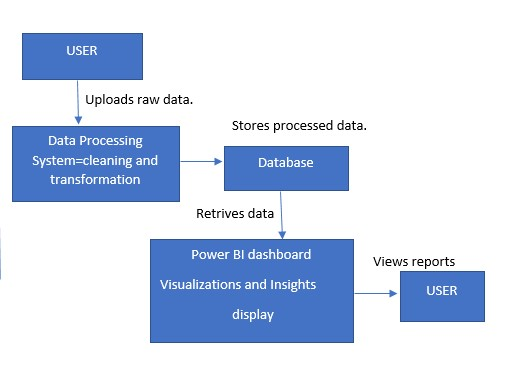 USER
Uploads raw data.
Data Processing
System=cleaning and
transformation
Stores processed data.
Database
Retrives data
Power BI dashboard
Visualizations and Insights
display
Views reports
USER